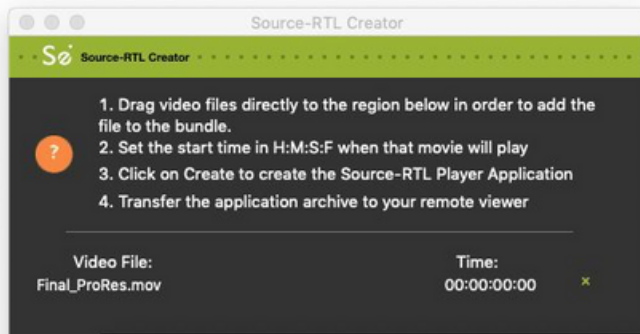 Source-RTL Creator
Se Source-RTL Creator
1. Drag video files directly to the region below in order to add the
file to the bundle.
?
2. Set the start time in H:M:S:F when that movie will play
3. Click on Create to create the Source-RTL Player Application
4. Transfer the application archive to your remote viewer
Video File: Time:
Final_ProRes.mov 00:00:00:00 ×